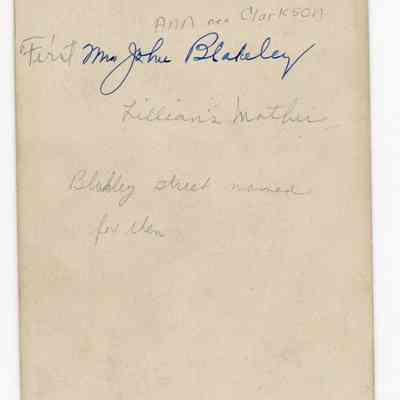 ANN nee Clarkson
"First Mrs John Blakeley
Lillian's Mother
Blakley street named
for them